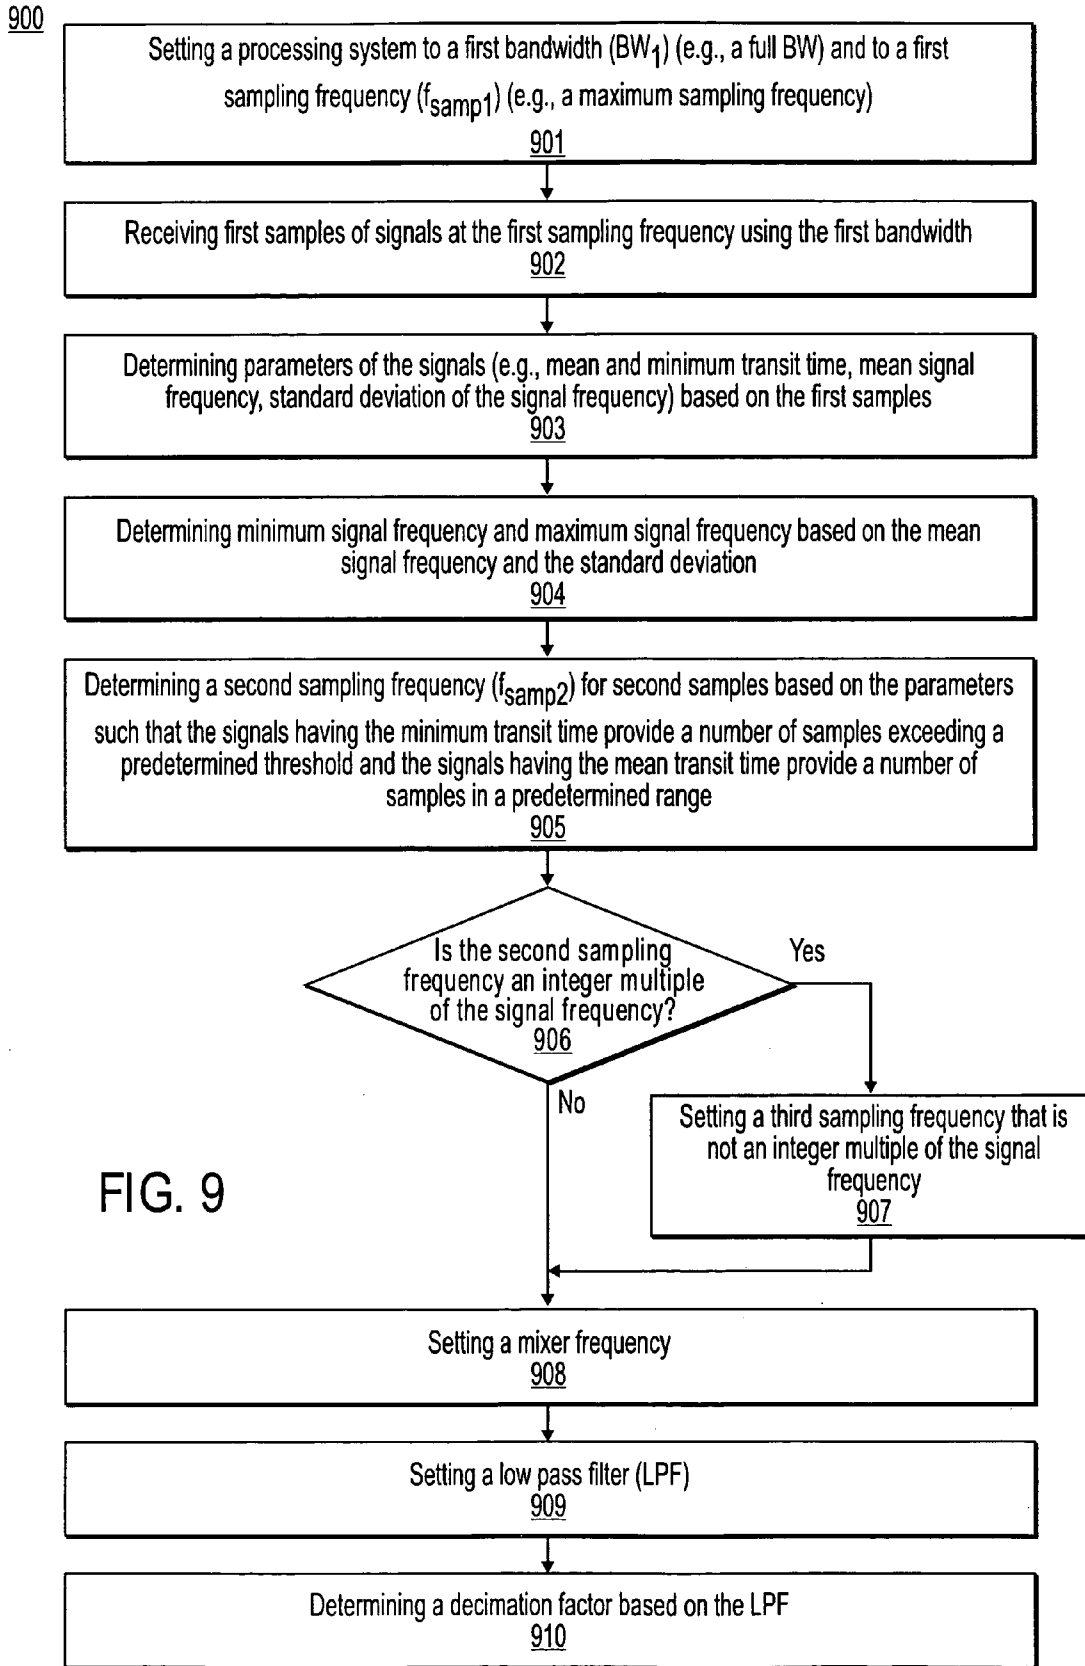 900
Setting a processing system to a first bandwidth (BW1) (e.g., a full BW) and to a first
sampling frequency (fsamp1) (e.g., a maximum sampling frequency)
901
Receiving first samples of signals at the first sampling frequency using the first bandwidth
902
Determining parameters of the signals (e.g., mean and minimum transit time, mean signal
frequency, standard deviation of the signal frequency) based on the first samples
903
Determining minimum signal frequency and maximum signal frequency based on the mean
signal frequency and the standard deviation
904
Determining a second sampling frequency (fsamp2) for second samples based on the parameters
such that the signals having the minimum transit time provide a number of samples exceeding a
predetermined threshold and the signals having the mean transit time provide a number of
samples in a predetermined range
905
Is the second sampling
frequency an integer multiple
of the signal frequency?
906
Yes
No
Setting a third sampling frequency that is
not an integer multiple of the signal
frequency
907
FIG. 9
Setting a mixer frequency
908
Setting a low pass filter (LPF)
909
Determining a decimation factor based on the LPF
910